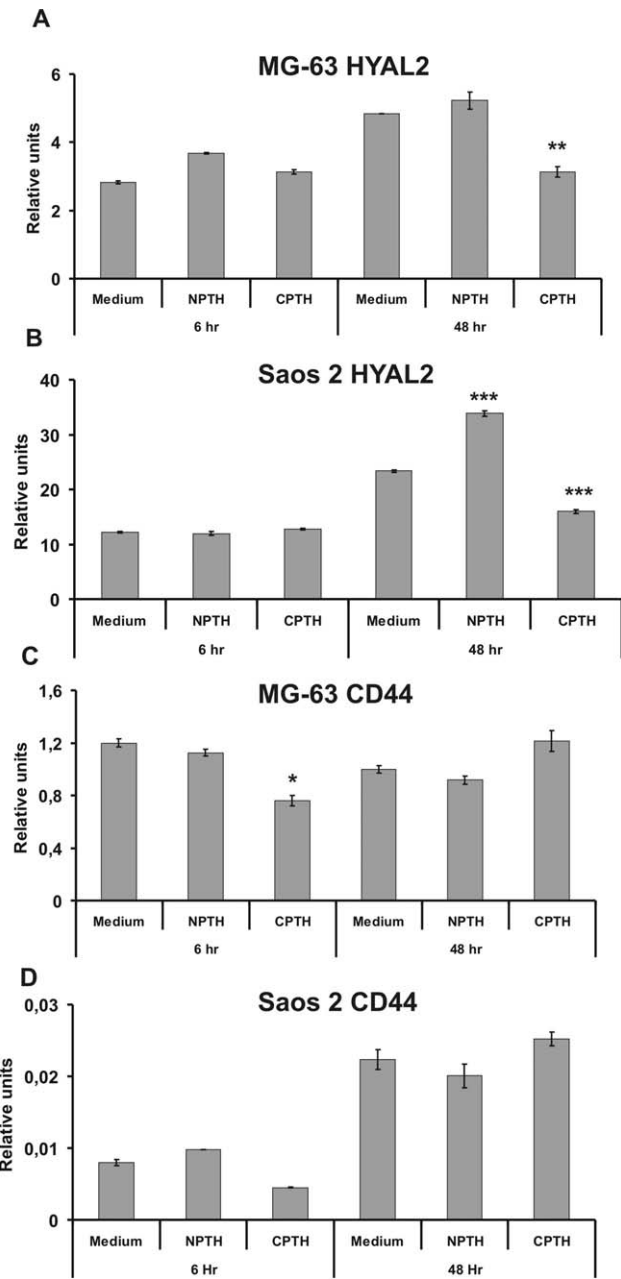 A
MG-63 HYAL2
Relative units
6
4
2
0
**
Medium NPTH CPTH Medium NPTH CPTH
6 hr 48 hr
B
Saos 2 HYAL2
Relative units
40
30
20
10
0
***
***
Medium NPTH CPTH Medium NPTH CPTH
6 hr 48 hr
C
MG-63 CD44
Relative units
1,6
1,2
0,8
0,4
0
*
Medium NPTH CPTH Medium NPTH CPTH
6 hr 48 hr
D
Saos 2 CD44
Relative units
0,03
0,02
0,01
0
Medium NPTH CPTH Medium NPTH CPTH
6 Hr 48 Hr